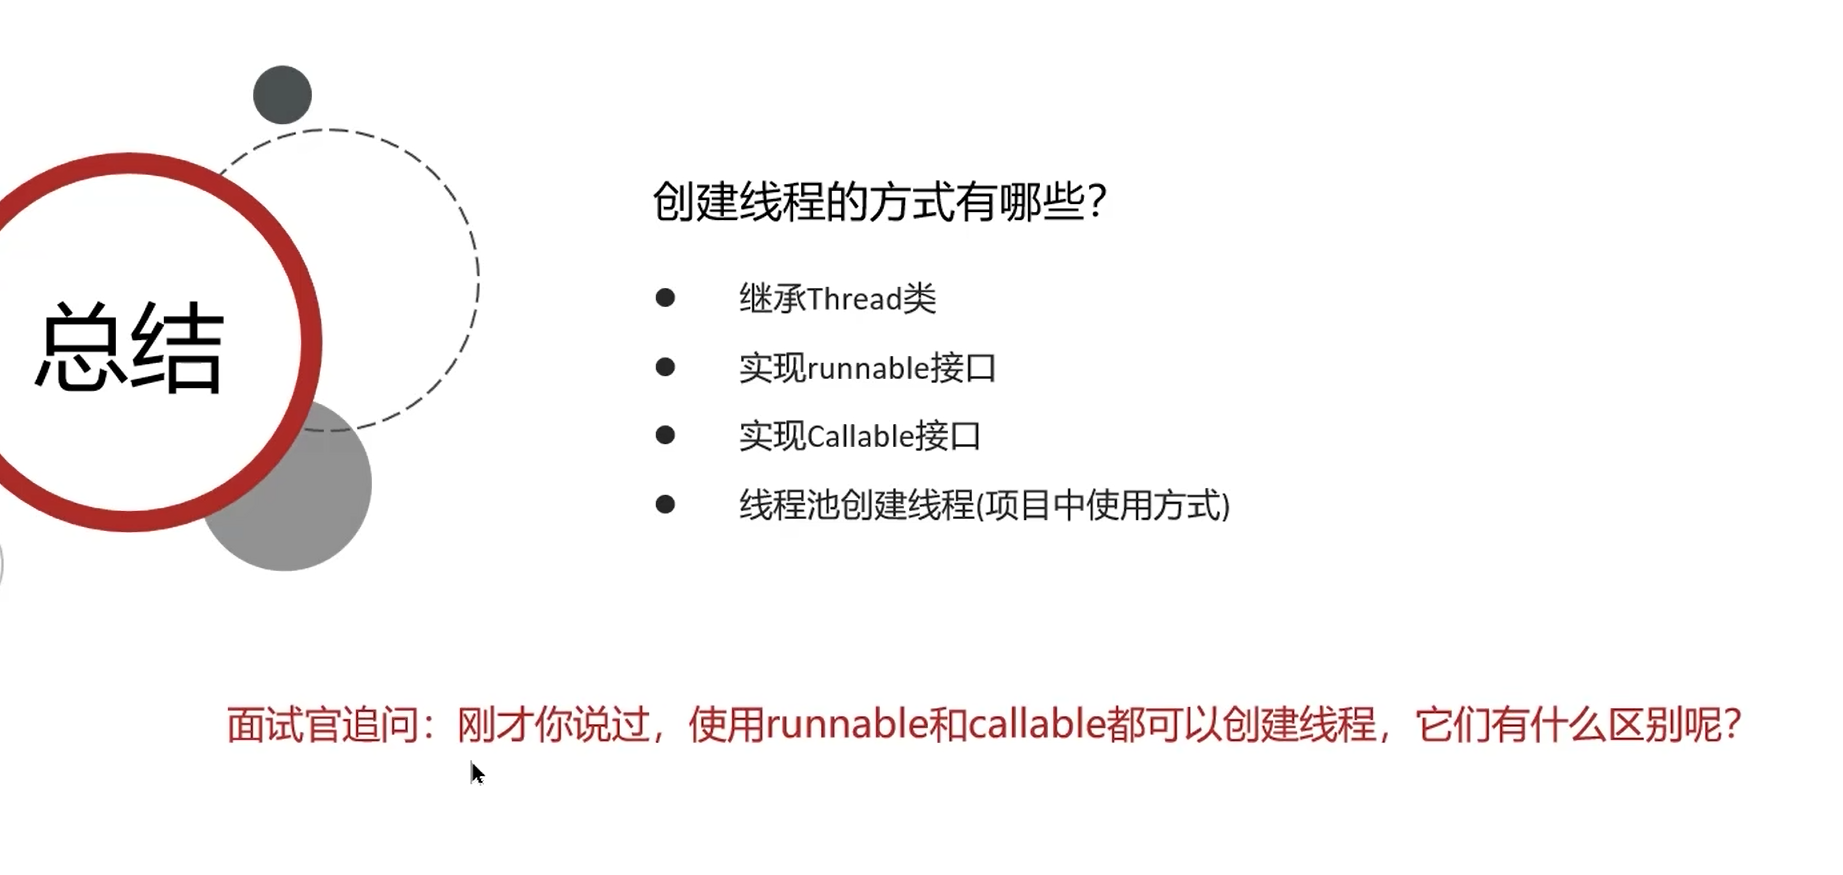 总结
创建线程的方式有哪些？
继承Thread类
实现runnable接口
实现Callable接口
线程池创建线程(项目中使用方式)
面试官追问：刚才你说过，使用runnable和callable都可以创建线程，它们有什么区别呢？